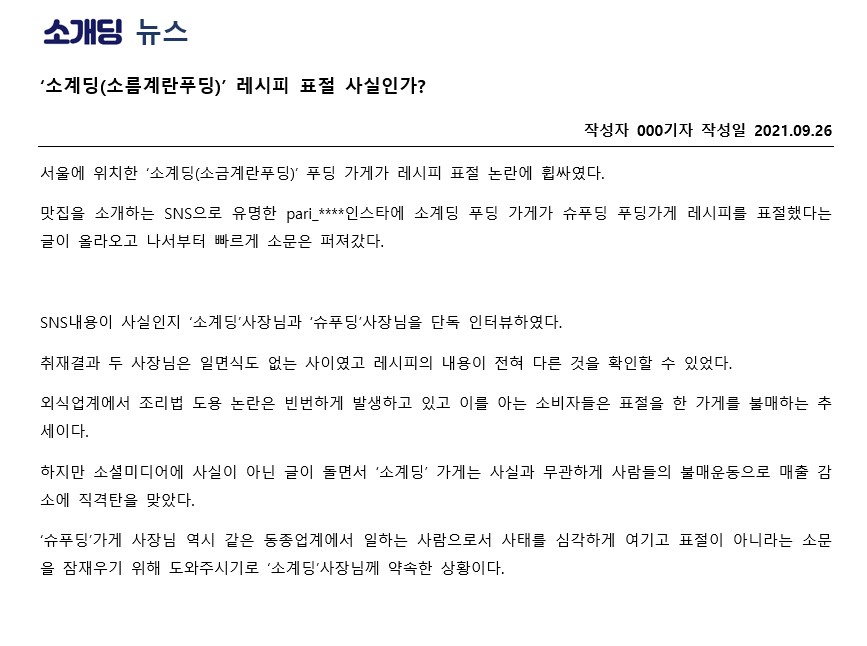 소개딩 뉴스
‘소계딩(소름계란푸딩)’ 레시피 표절 사실인가?
작성자 000기자 작성일 2021.09.26
서울에 위치한 ‘소계딩(소금계란푸딩)’ 푸딩 가게가 레시피 표절 논란에 휩싸였다.
맛집을 소개하는 SNS으로 유명한 pari_****인스타에 소계딩 푸딩 가게가 슈푸딩 푸딩가게 레시피를 표절했다는
글이 올라오고 나서부터 빠르게 소문은 퍼져갔다.
SNS내용이 사실인지 ‘소계딩’사장님과 ‘슈푸딩’사장님을 단독 인터뷰하였다.
취재결과 두 사장님은 일면식도 없는 사이였고 레시피의 내용이 전혀 다른 것을 확인할 수 있었다.
외식업계에서 조리법 도용 논란은 빈번하게 발생하고 있고 이를 아는 소비자들은 표절을 한 가게를 불매하는 추
세이다.
하지만 소셜미디어에 사실이 아닌 글이 돌면서 ‘소계딩’ 가게는 사실과 무관하게 사람들의 불매운동으로 매출 감
소에 직격탄을 맞았다.
‘슈푸딩’가게 사장님 역시 같은 동종업계에서 일하는 사람으로서 사태를 심각하게 여기고 표절이 아니라는 소문
을 잠재우기 위해 도와주시기로 ‘소계딩’사장님께 약속한 상황이다.